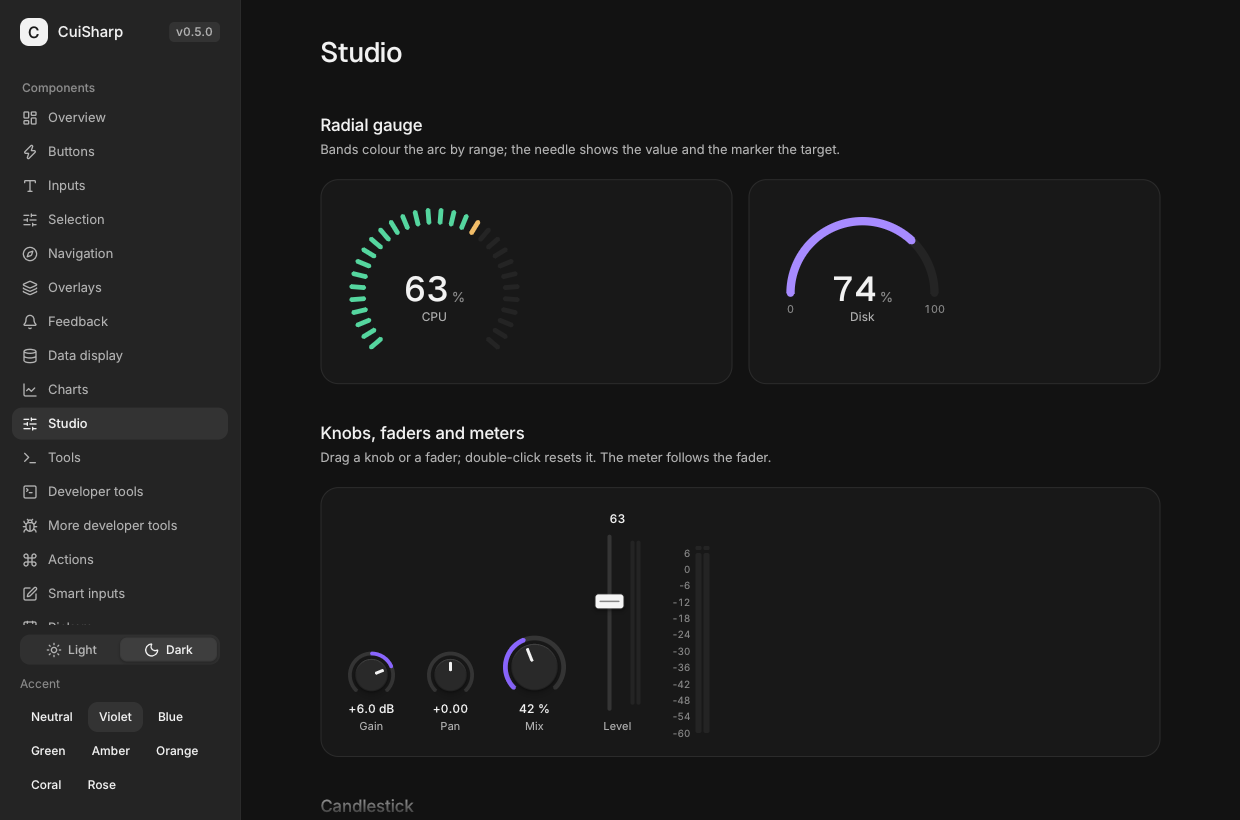 C CuiSharp v0.5.0
Components
Overview
Buttons
Inputs
Selection
Navigation
Overlays
Feedback
Data display
Charts
Studio
Tools
Developer tools
More developer tools
Actions
Smart inputs
Light Dark
Accent
Neutral Violet Blue
Green Amber Orange
Coral Rose
Studio
Radial gauge
Bands colour the arc by range; the needle shows the value and the marker the target.
63 %
CPU
74 %
0 100
Disk
Knobs, faders and meters
Drag a knob or a fader; double-click resets it. The meter follows the fader.
+6.0 dB
Gain
+0.00
Pan
42 %
Mix
63
Level
6
0
-6
-12
-18
-24
-30
-36
-42
-48
-54
-60
Candlestick